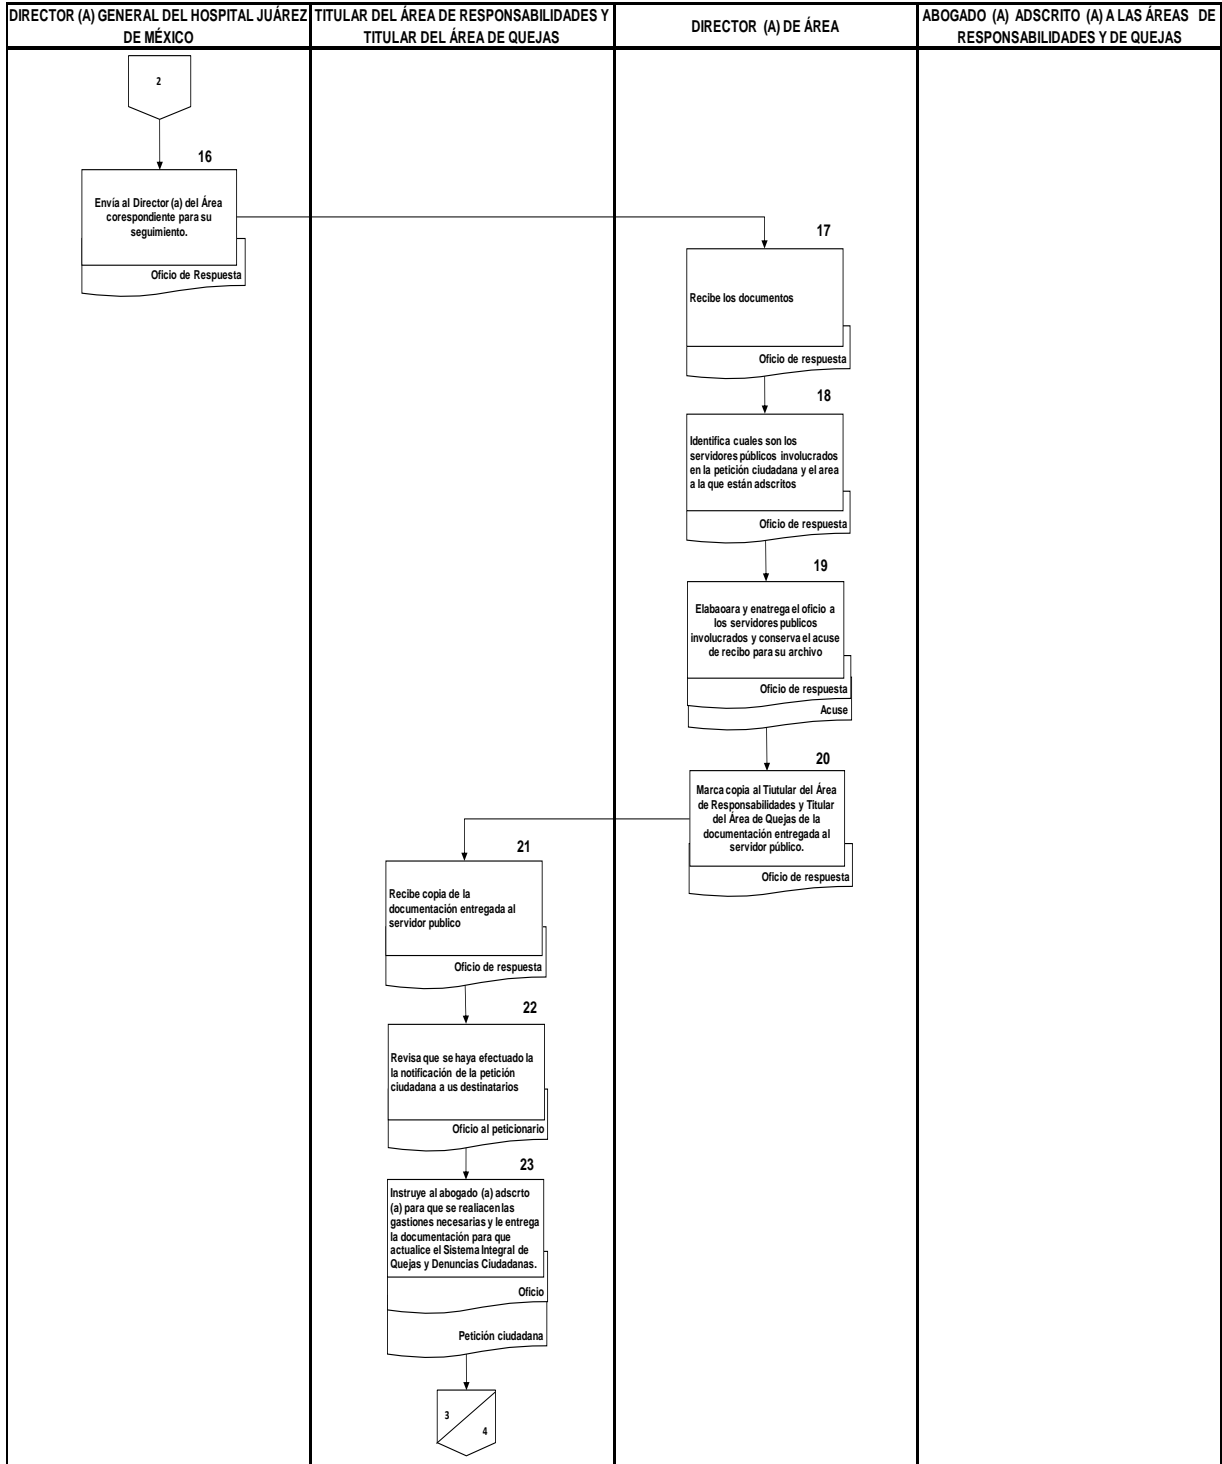 DIRECTOR (A) GENERAL DEL HOSPITAL JUÁREZ
DE MÉXICO
TITULAR DEL ÁREA DE RESPONSABILIDADES Y
TITULAR DEL ÁREA DE QUEJAS
DIRECTOR (A) DE ÁREA
ABOGADO (A) ADSCRITO (A) A LAS ÁREAS DE
RESPONSABILIDADES Y DE QUEJAS
2
16
Envía al Director (a) del Área
corespondiente para su
seguimiento.
Oficio de Respuesta
17
Recibe los documentos
Oficio de respuesta
18
Identifica cuales son los
servidores públicos involucrados
en la petición ciudadana y el area
a la que están adscritos
Oficio de respuesta
19
Elabaoara y enatrega el oficio a
los servidores publicos
involucrados y conserva el acuse
de recibo para su archivo
Oficio de respuesta
Acuse
20
Marca copia al Tiutular del Área
de Responsabilidades y Titular
del Área de Quejas de la
documentación entregada al
servidor público.
Oficio de respuesta
21
Recibe copia de la
documentación entregada al
servidor publico
Oficio de respuesta
22
Revisa que se haya efectuado la
la notificación de la petición
ciudadana a us destinatarios
Oficio al peticionario
23
Instruye al abogado (a) adscrto
(a) para que se realiacen las
gastiones necesarias y le entrega
la documentación para que
actualice el Sistema Integral de
Quejas y Denuncias Ciudadanas.
Oficio
Petición ciudadana
3
4